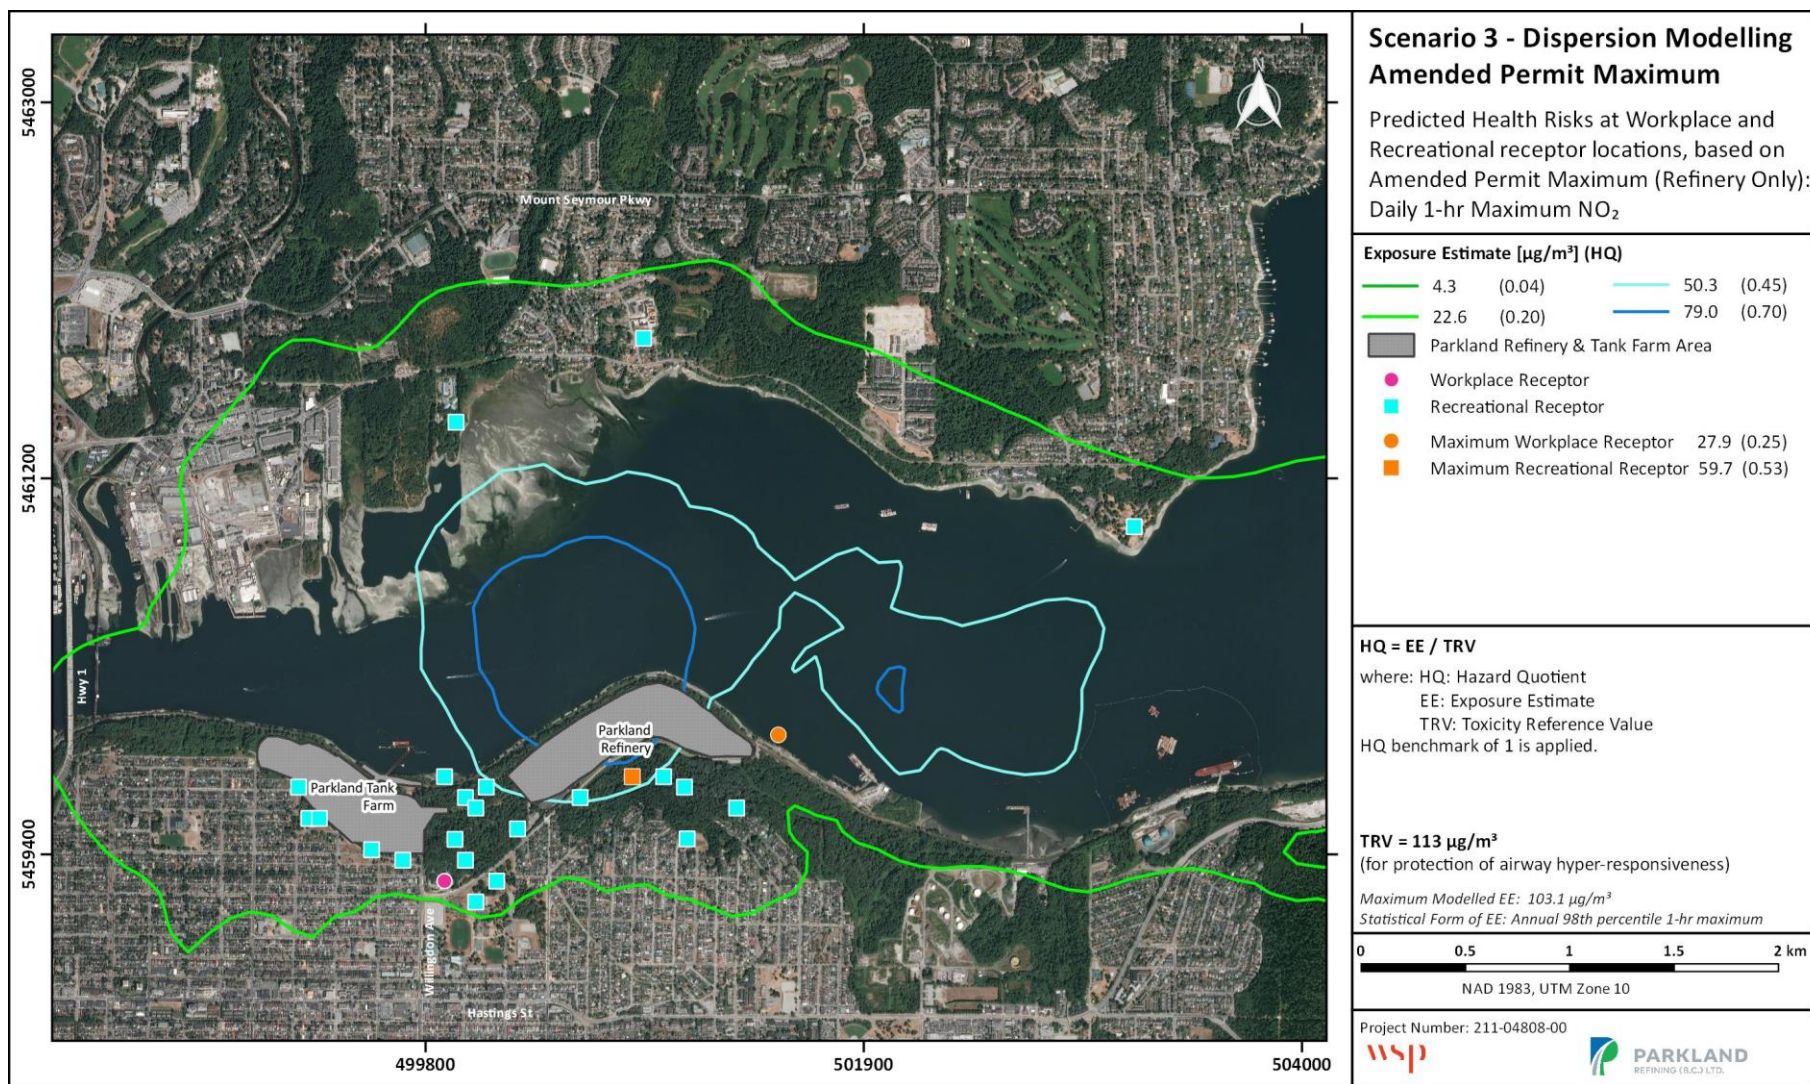 Scenario 3 - Dispersion Modelling
Amended Permit Maximum
Predicted Health Risks at Workplace and
Recreational receptor locations, based on
Amended Permit Maximum (Refinery Only):
Daily 1-hr Maximum NO₂
Exposure Estimate [µg/m³] (HQ)
4.3 (0.04) 50.3 (0.45)
22.6 (0.20) 79.0 (0.70)
Parkland Refinery & Tank Farm Area
Workplace Receptor
Recreational Receptor
Maximum Workplace Receptor 27.9 (0.25)
Maximum Recreational Receptor 59.7 (0.53)
HQ = EE / TRV
where: HQ: Hazard Quotient
EE: Exposure Estimate
TRV: Toxicity Reference Value
HQ benchmark of 1 is applied.
TRV = 113 µg/m³
(for protection of airway hyper-responsiveness)
Maximum Modelled EE: 103.1 µg/m³
Statistical Form of EE: Annual 98th percentile 1-hr maximum
0 0.5 1 1.5 2 km
NAD 1983, UTM Zone 10
Project Number: 211-04808-00
wsp
PARKLAND
REFINING (B.C.) LTD.
N
Mount Seymour Pkwy
Hwy 1
Parkland
Refinery
Parkland Tank
Farm
Willingdon Ave
Hastings St
5463000
5461200
5459400
499800
501900
504000